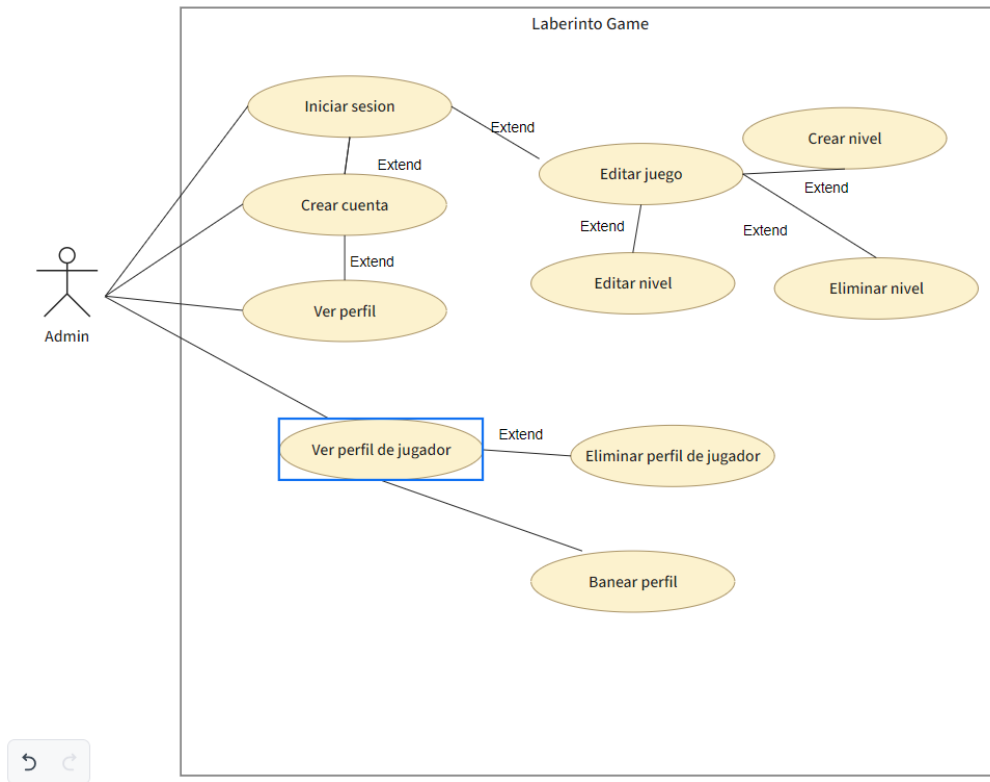 Laberinto Game
Iniciar sesion
Extend
Crear nivel
Extend
Editar juego
Extend
Crear cuenta
Extend
Extend
Extend
Editar nivel
Eliminar nivel
Ver perfil
Admin
Extend
Ver perfil de jugador
Eliminar perfil de jugador
Banear perfil